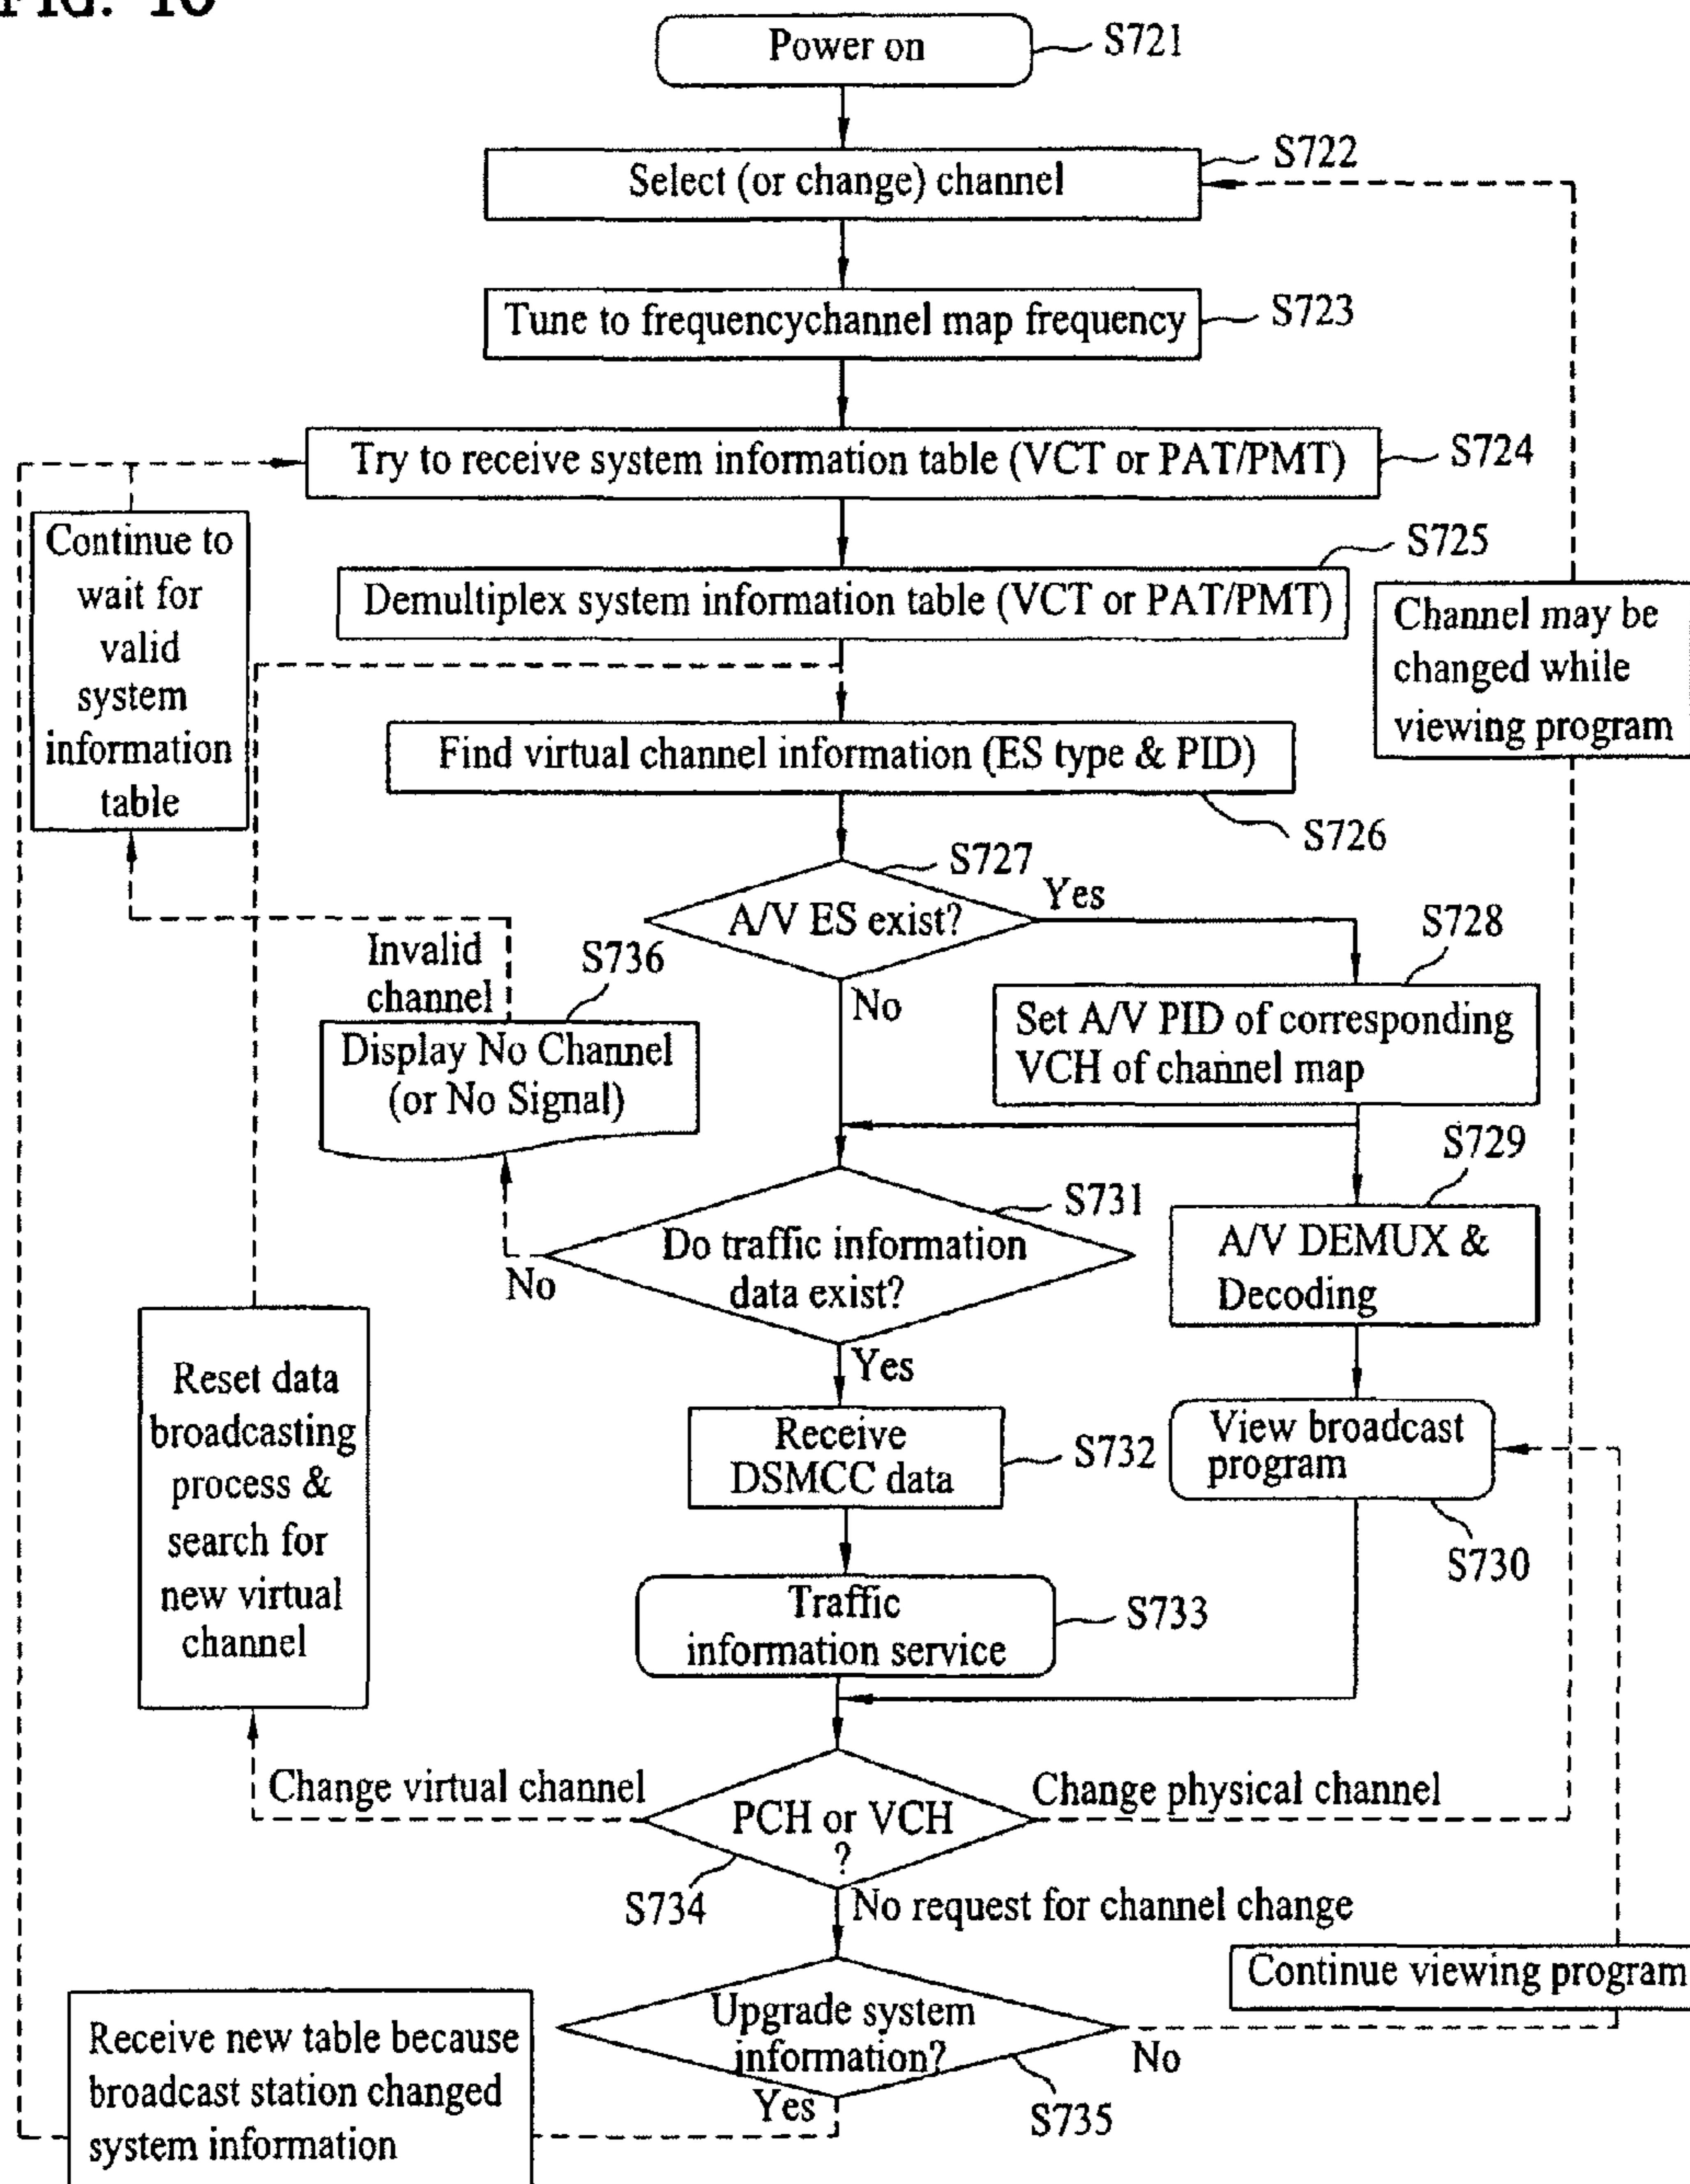 Power on
S721
Select (or change) channel
S722
Tune to frequencychannel map frequency
S723
Try to receive system information table (VCT or PAT/PMT)
S724
Continue to
wait for
valid
system
information
table
Demultiplex system information table (VCT or PAT/PMT)
S725
Channel may be
changed while
viewing program
Find virtual channel information (ES type & PID)
S726
A/V ES exist?
S727
Yes
No
Invalid
channel
S736
Display No Channel
(or No Signal)
S728
Set A/V PID of corresponding
VCH of channel map
S729
A/V DEMUX &
Decoding
Do traffic information
data exist?
S731
No
Yes
Receive
DSMCC data
S732
View broadcast
program
S730
Reset data
broadcasting
process &
search for
new virtual
channel
Traffic
information service
S733
Change virtual channel
PCH or VCH
?
Change physical channel
S734
No request for channel change
Continue viewing program
Upgrade system
information?
No
Yes
S735
Receive new table because
broadcast station changed
system information